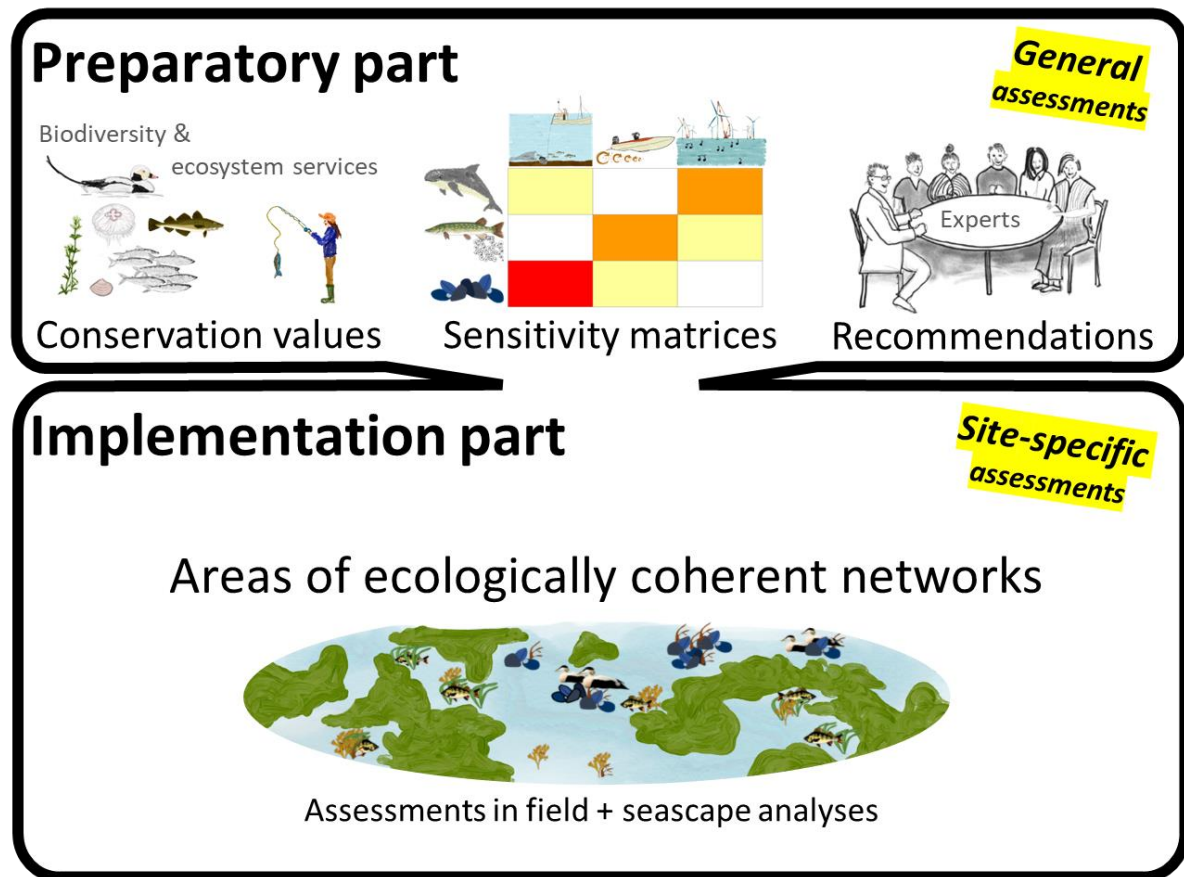 Preparatory part
General
assessments
Biodiversity &
ecosystem services
Experts
Conservation values
Sensitivity matrices
Recommendations
Implementation part
Site-specific
assessments
Areas of ecologically coherent networks
Assessments in field + seascape analyses